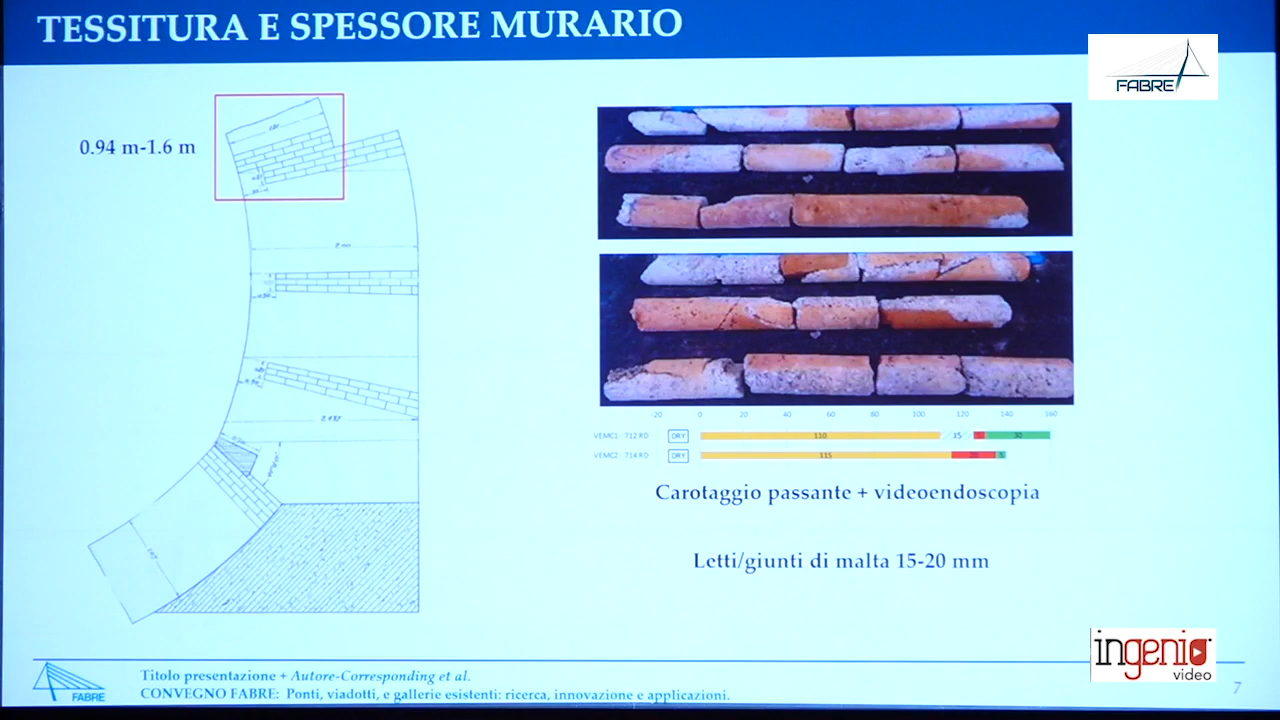 TESSITURA E SPESSORE MURARIO
FABRE
0.94 m-1.6 m
-20 0 20 40 60 80 100 120 140 160
VEMC1 - 712 RD DRY 110 15 30
VEMC2 - 714 RD DRY 115 20 5
Carotaggio passante + videoendoscopia
Letti/giunti di malta 15-20 mm
ingenio
video
FABRE
Titolo presentazione + Autore-Corresponding et al.
CONVEGNO FABRE: Ponti, viadotti, e gallerie esistenti: ricerca, innovazione e applicazioni.
7